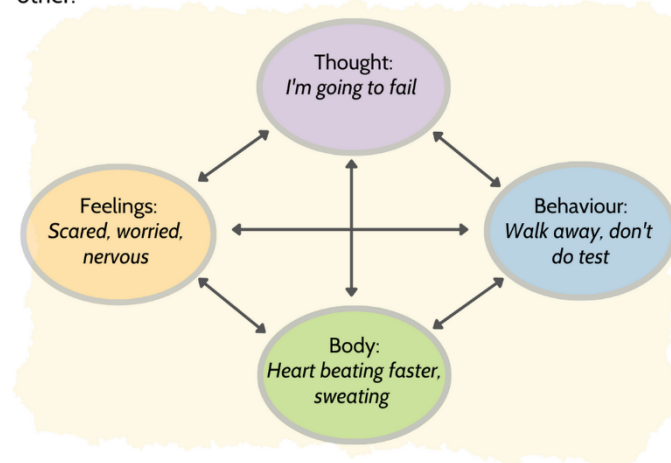 other.
Thought:
I'm going to fail
Feelings:
Scared, worried,
nervous
Behaviour:
Walk away, don't
do test
Body:
Heart beating faster,
sweating